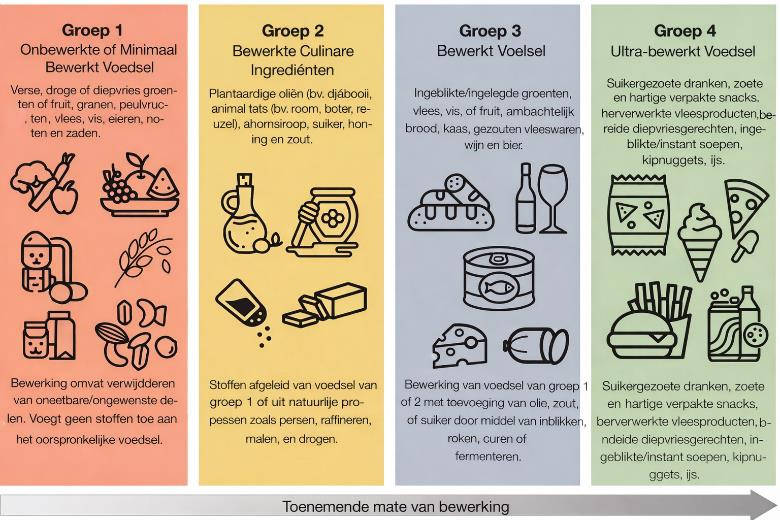 Groep 1
Onbewerkte of Minimaal
Bewerkt Voedsel
Verse, droge of diepvries groen-
ten of fruit, granen, peulvruc-
. ten, vlees, vis, eieren, no-
ten en zaden.
Bewerking omvat verwijdderen
van oneetbare/ongewenste de-
len. Voegt geen stoffen toe aan
het oorspronkelijke voedsel.
Groep 2
Bewerkte Culinare
Ingrediénten
Plantaardige oliën (bv. djábooii,
animal tats (bv. room, boter, re-
uzel), ahornsiroop, suiker, hon-
ing en zout.
Stoffen afgeleid van voedsel van
groep 1 of uit natuurlije pro-
pessen zoals persen, raffineren,
malen, en drogen.
Groep 3
Bewerkt Voelsel
Ingeblikte/ingelegde groenten,
vlees, vis, of fruit, ambachtelijk
brood, kaas, gezouten vleeswaren,
wijn en bier.
Bewerking van voedsel van groep 1
of 2 met toevoeging van olie, zout,
of suiker door middel van inblikken,
roken, curen of
fermenteren.
Groep 4
Ultra-bewerkt Voedsel
Suikergezoete dranken, zoete
en hartige verpakte snacks.
herverwerkte vleesproducten,be-
reide diepvriesgerechten, inge-
blikte/instant soepen,
kipnuggets, ijs.
Suikergezoete dranken, zoete
en hartige verpakte snacks,
berverwerkte vleesproducten,b-
ndeide diepvriesgerechten, in-
geblikte/instant soepen, kipnu-
ggets, ijs.
Toenemende mate van bewerking